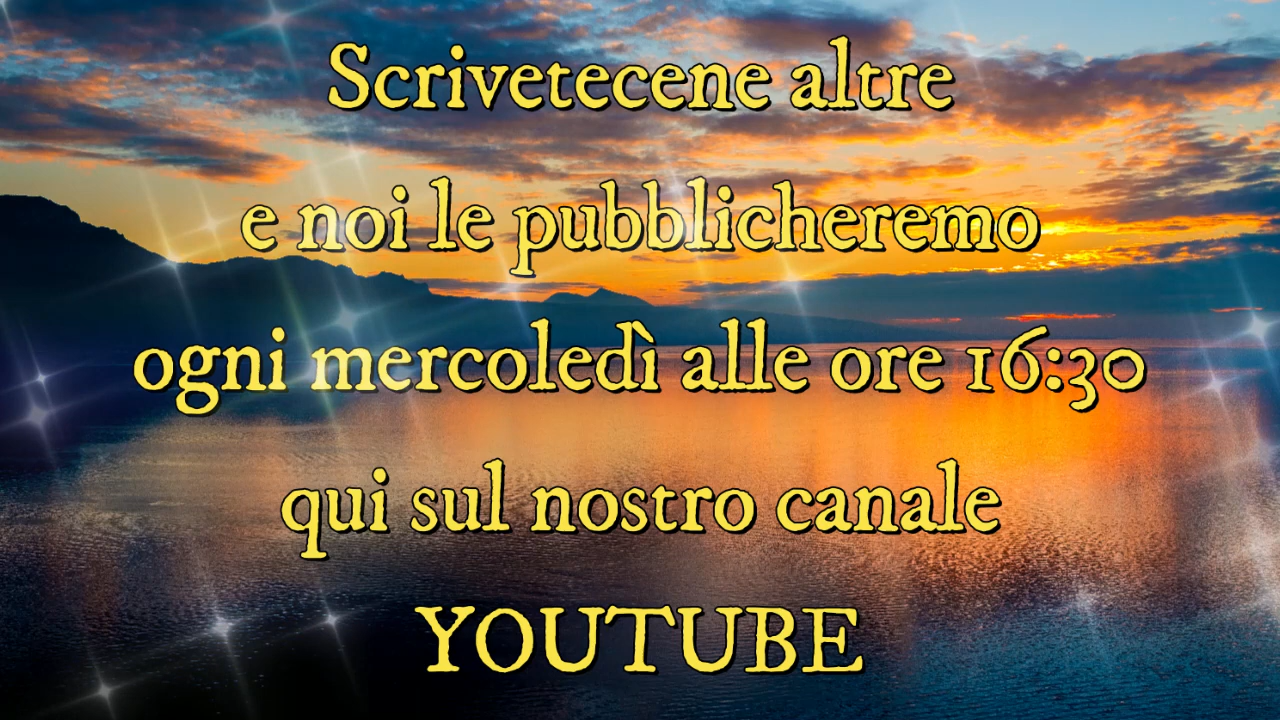 Scrivetecene altre
e noi le pubblicheremo
ogni mercoledì alle ore 16:30
qui sul nostro canale
YOUTUBE